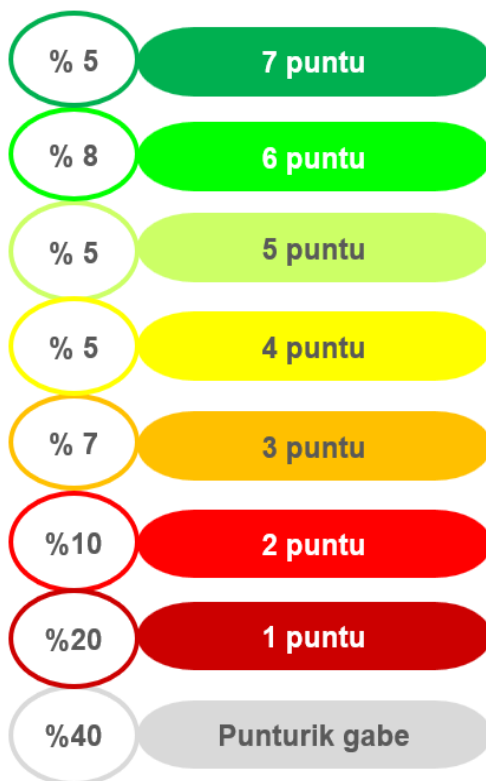 % 5 7 puntu
% 8 6 puntu
% 5 5 puntu
% 5 4 puntu
% 7 3 puntu
%10 2 puntu
%20 1 puntu
%40 Punturik gabe